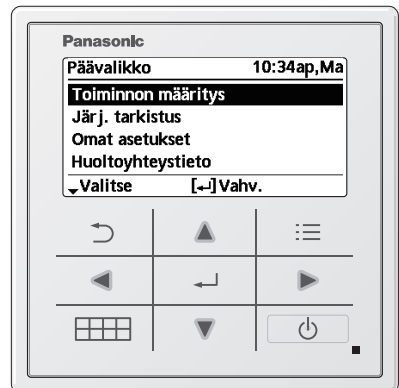 Panasonic
Päävalikko 10:34ap,Ma
Toiminnon määritys
Järj. tarkistus
Omat asetukset
Huoltoyhteystieto
Valitse [↵] Vahv.